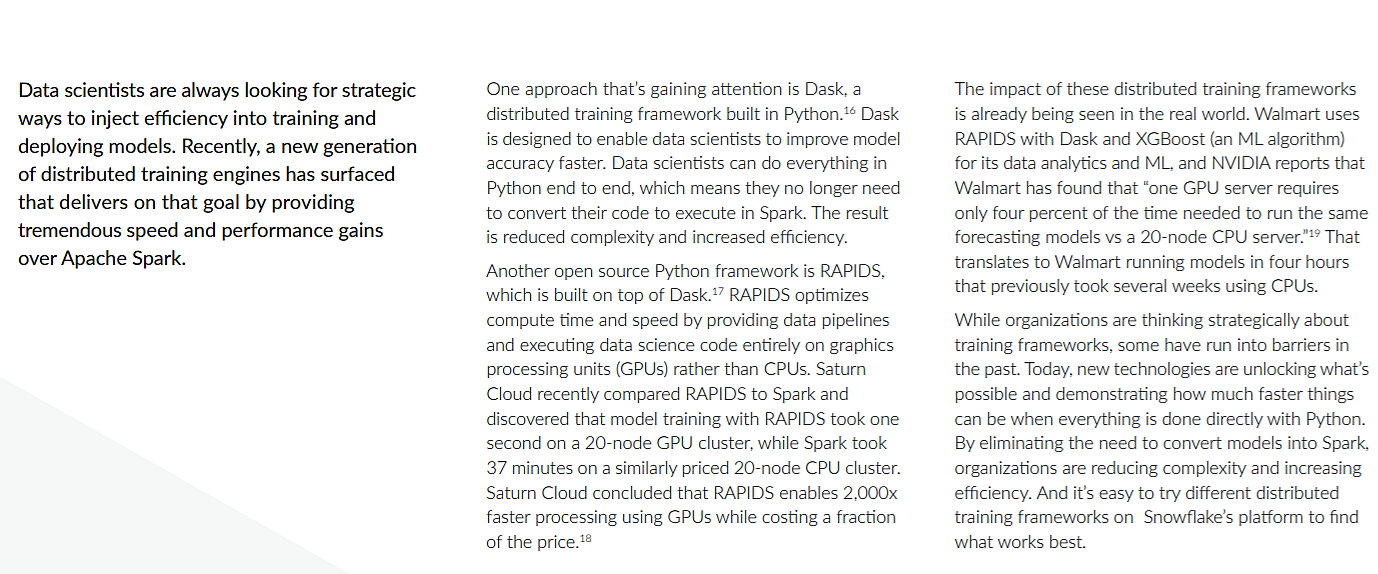 Data scientists are always looking for strategic
ways to inject efficiency into training and
deploying models. Recently, a new generation
of distributed training engines has surfaced
that delivers on that goal by providing
tremendous speed and performance gains
over Apache Spark.
One approach that's gaining attention is Dask, a
distributed training framework built in Python.¹⁶ Dask
is designed to enable data scientists to improve model
accuracy faster. Data scientists can do everything in
Python end to end, which means they no longer need
to convert their code to execute in Spark. The result
is reduced complexity and increased efficiency.
Another open source Python framework is RAPIDS,
which is built on top of Dask.¹⁷ RAPIDS optimizes
compute time and speed by providing data pipelines
and executing data science code entirely on graphics
processing units (GPUs) rather than CPUs. Saturn
Cloud recently compared RAPIDS to Spark and
discovered that model training with RAPIDS took one
second on a 20-node GPU cluster, while Spark took
37 minutes on a similarly priced 20-node CPU cluster.
Saturn Cloud concluded that RAPIDS enables 2,000x
faster processing using GPUs while costing a fraction
of the price.¹⁸
The impact of these distributed training frameworks
is already being seen in the real world. Walmart uses
RAPIDS with Dask and XGBoost (an ML algorithm)
for its data analytics and ML, and NVIDIA reports that
Walmart has found that “one GPU server requires
only four percent of the time needed to run the same
forecasting models vs a 20-node CPU server.”¹⁹ That
translates to Walmart running models in four hours
that previously took several weeks using CPUs.
While organizations are thinking strategically about
training frameworks, some have run into barriers in
the past. Today, new technologies are unlocking what's
possible and demonstrating how much faster things
can be when everything is done directly with Python.
By eliminating the need to convert models into Spark,
organizations are reducing complexity and increasing
efficiency. And it's easy to try different distributed
training frameworks on Snowflake's platform to find
what works best.